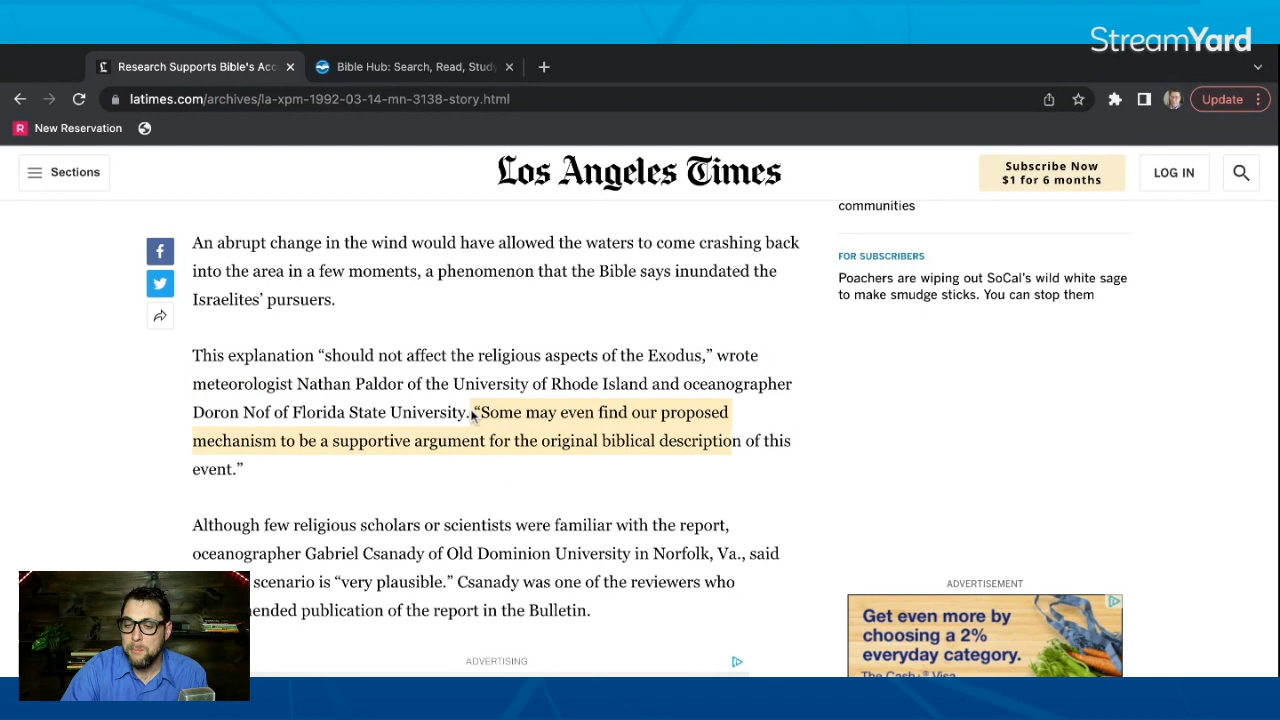 StreamYard
Research Supports Bible's Acc
Bible Hub: Search, Read, Study
latimes.com/archives/la-xpm-1992-03-14-mn-3138-story.html
Update
R New Reservation
Sections
Los Angeles Times
Subscribe Now
$1 for 6 months
LOG IN
An abrupt change in the wind would have allowed the waters to come crashing back
into the area in a few moments, a phenomenon that the Bible says inundated the
Israelites’ pursuers.
This explanation “should not affect the religious aspects of the Exodus,” wrote
meteorologist Nathan Paldor of the University of Rhode Island and oceanographer
Doron Nof of Florida State University. “Some may even find our proposed
mechanism to be a supportive argument for the original biblical description of this
event.”
Although few religious scholars or scientists were familiar with the report,
oceanographer Gabriel Csanady of Old Dominion University in Norfolk, Va., said
scenario is “very plausible.” Csanady was one of the reviewers who
ended publication of the report in the Bulletin.
ADVERTISING
communities
FOR SUBSCRIBERS
Poachers are wiping out SoCal’s wild white sage
to make smudge sticks. You can stop them
ADVERTISEMENT
Get even more by
choosing a 2%
everyday category.
The Cash+ Visa